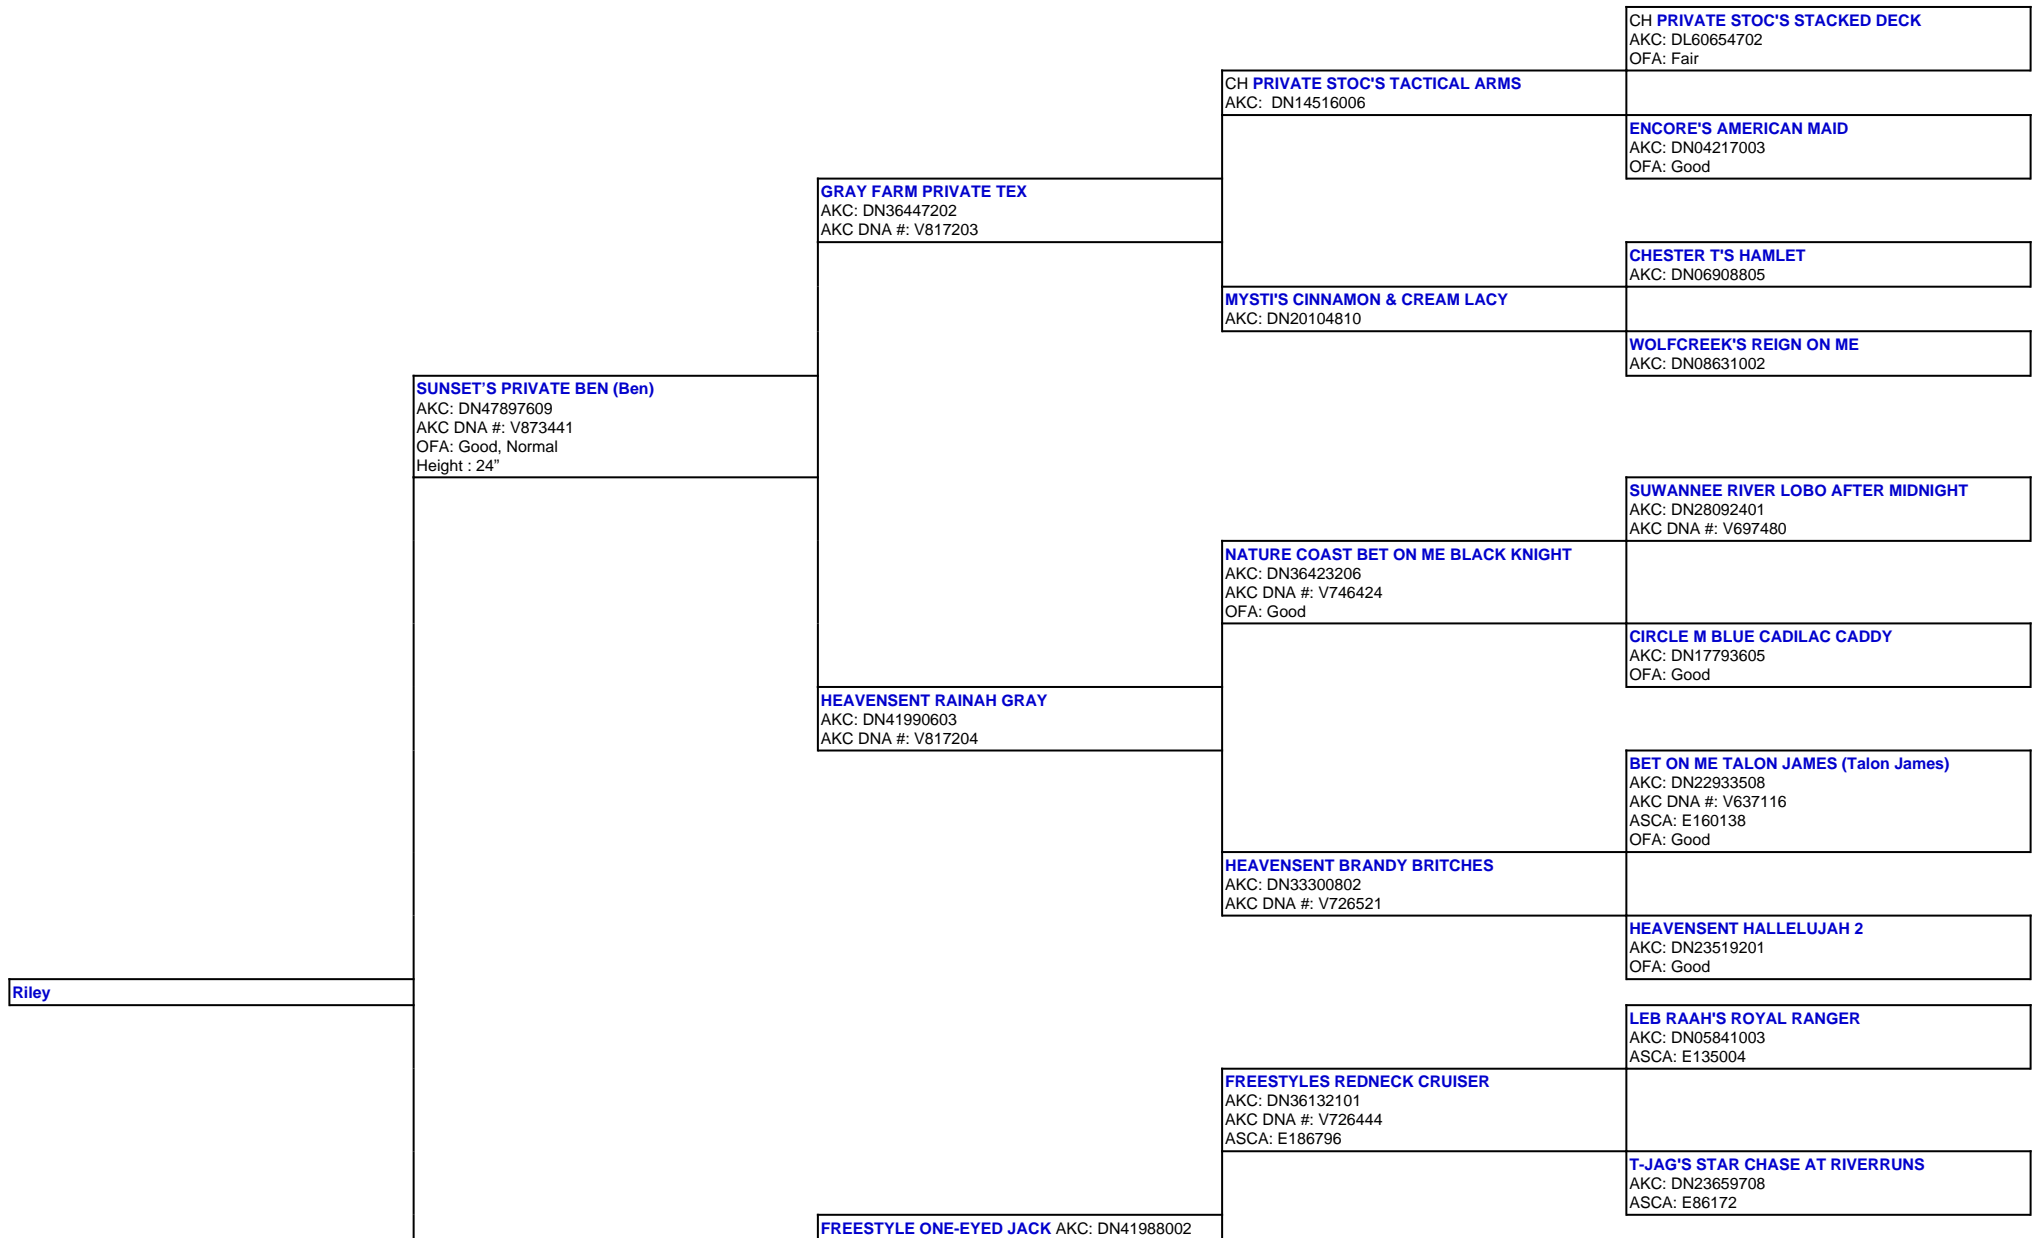 CH PRIVATE STOC'S STACKED DECK
AKC: DL60654702
OFA: Fair
CH PRIVATE STOC'S TACTICAL ARMS
AKC: DN14516006
ENCORE'S AMERICAN MAID
AKC: DN04217003
OFA: Good
GRAY FARM PRIVATE TEX
AKC: DN36447202
AKC DNA #: V817203
CHESTER T'S HAMLET
AKC: DN06908805
MYSTI'S CINNAMON & CREAM LACY
AKC: DN20104810
WOLFCREEK'S REIGN ON ME
AKC: DN08631002
SUNSET’S PRIVATE BEN (Ben)
AKC: DN47897609
AKC DNA #: V873441
OFA: Good, Normal
Height : 24”
SUWANNEE RIVER LOBO AFTER MIDNIGHT
AKC: DN28092401
AKC DNA #: V697480
NATURE COAST BET ON ME BLACK KNIGHT
AKC: DN36423206
AKC DNA #: V746424
OFA: Good
CIRCLE M BLUE CADILAC CADDY
AKC: DN17793605
OFA: Good
HEAVENSENT RAINAH GRAY
AKC: DN41990603
AKC DNA #: V817204
BET ON ME TALON JAMES (Talon James)
AKC: DN22933508
AKC DNA #: V637116
ASCA: E160138
OFA: Good
HEAVENSENT BRANDY BRITCHES
AKC: DN33300802
AKC DNA #: V726521
HEAVENSENT HALLELUJAH 2
AKC: DN23519201
OFA: Good
Riley
LEB RAAH'S ROYAL RANGER
AKC: DN05841003
ASCA: E135004
FREESTYLES REDNECK CRUISER
AKC: DN36132101
AKC DNA #: V726444
ASCA: E186796
T-JAG'S STAR CHASE AT RIVERRUNS
AKC: DN23659708
ASCA: E86172
FREESTYLE ONE-EYED JACK AKC: DN41988002